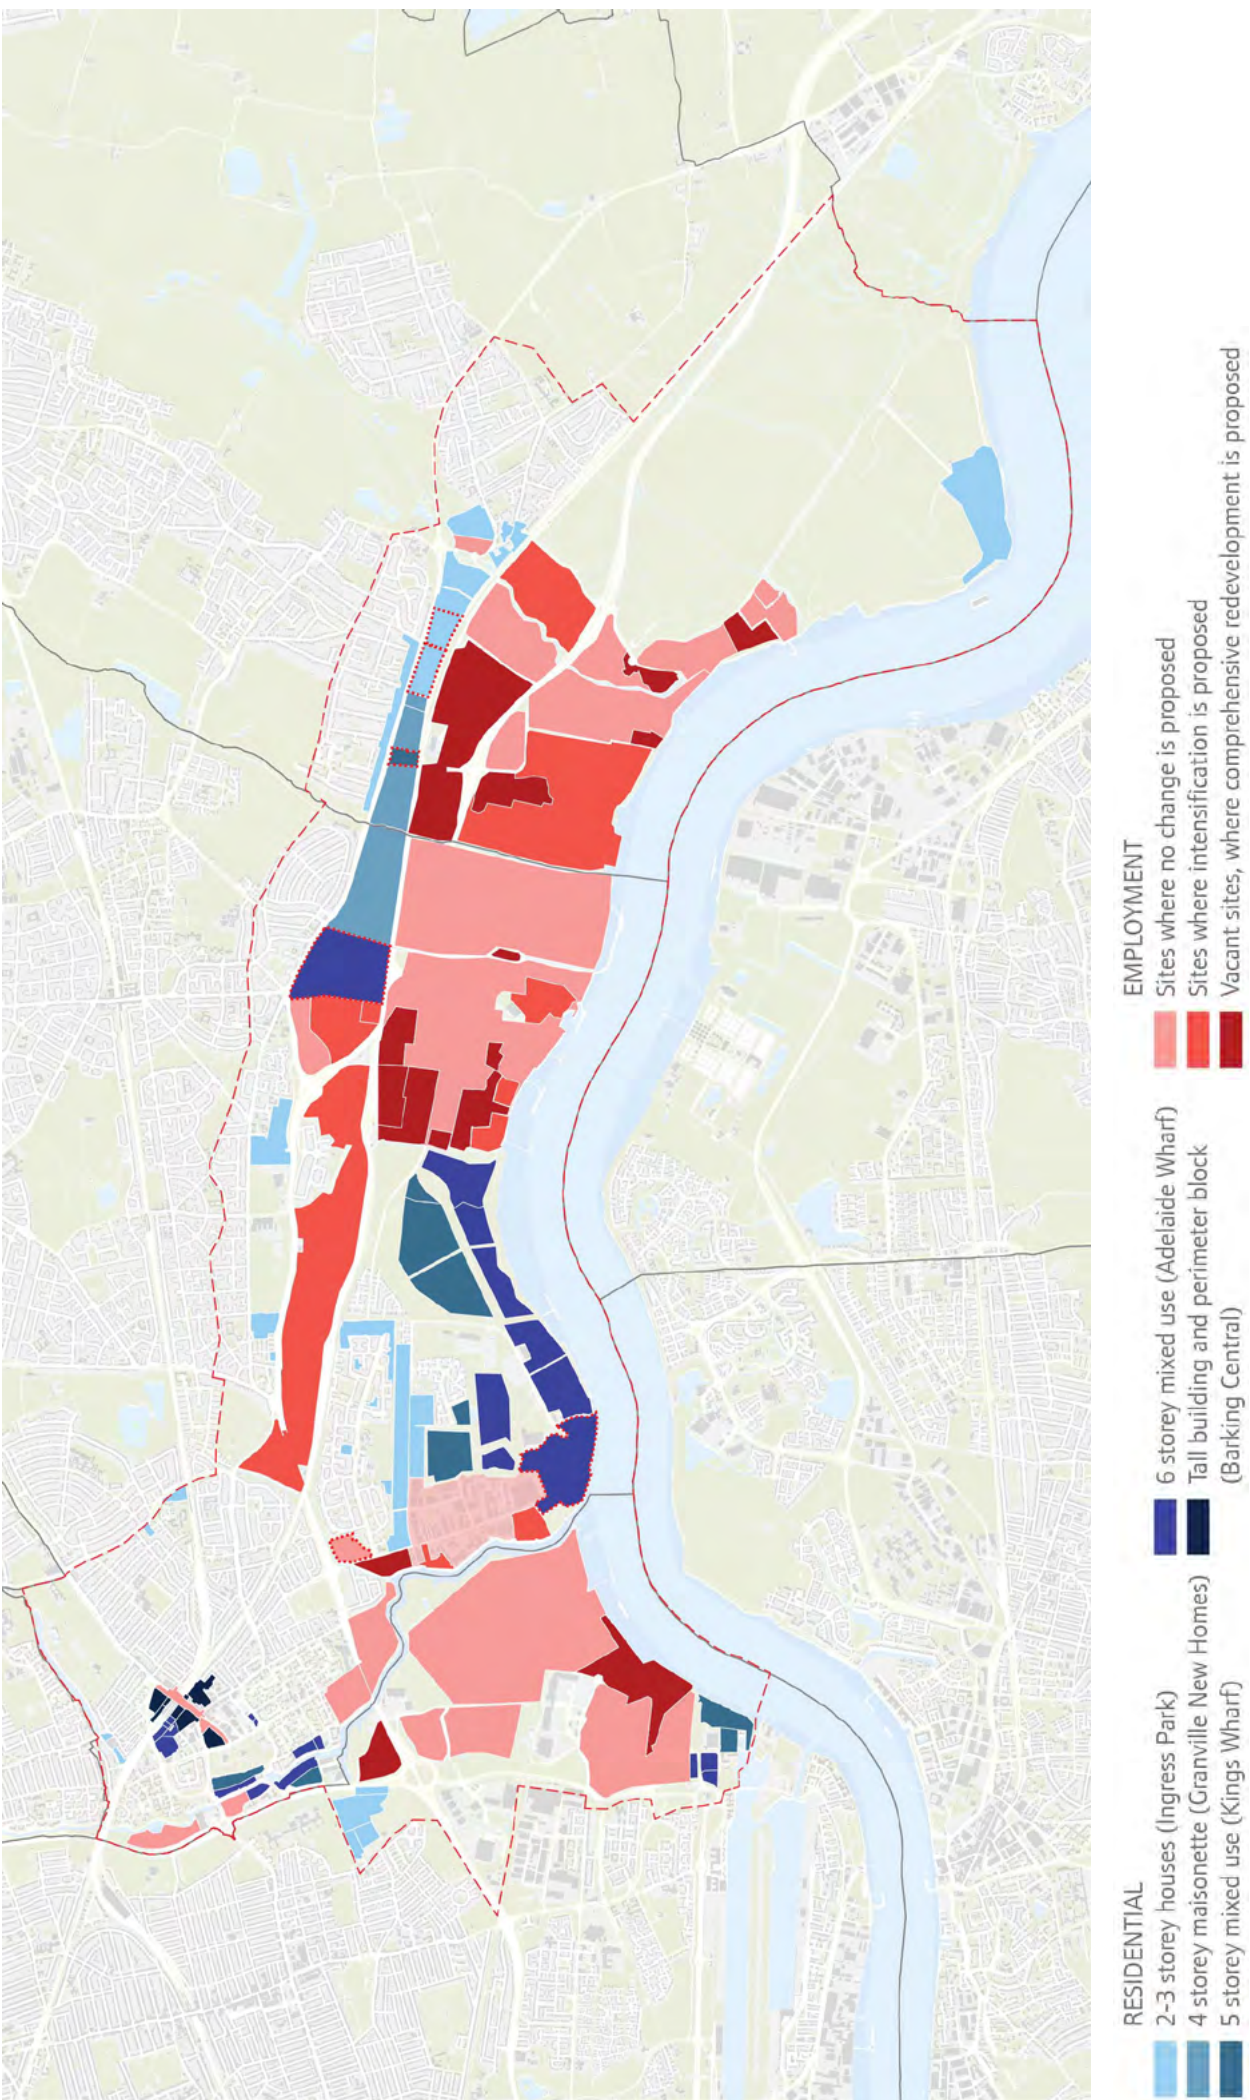 RESIDENTIAL
2-3 storey houses (Ingress Park)
4 storey maisonette (Granville New Homes)
5 storey mixed use (Kings Wharf)
6 storey mixed use (Adelaide Wharf)
Tall building and perimeter block
(Barking Central)
EMPLOYMENT
Sites where no change is proposed
Sites where intensification is proposed
Vacant sites, where comprehensive redevelopment is proposed